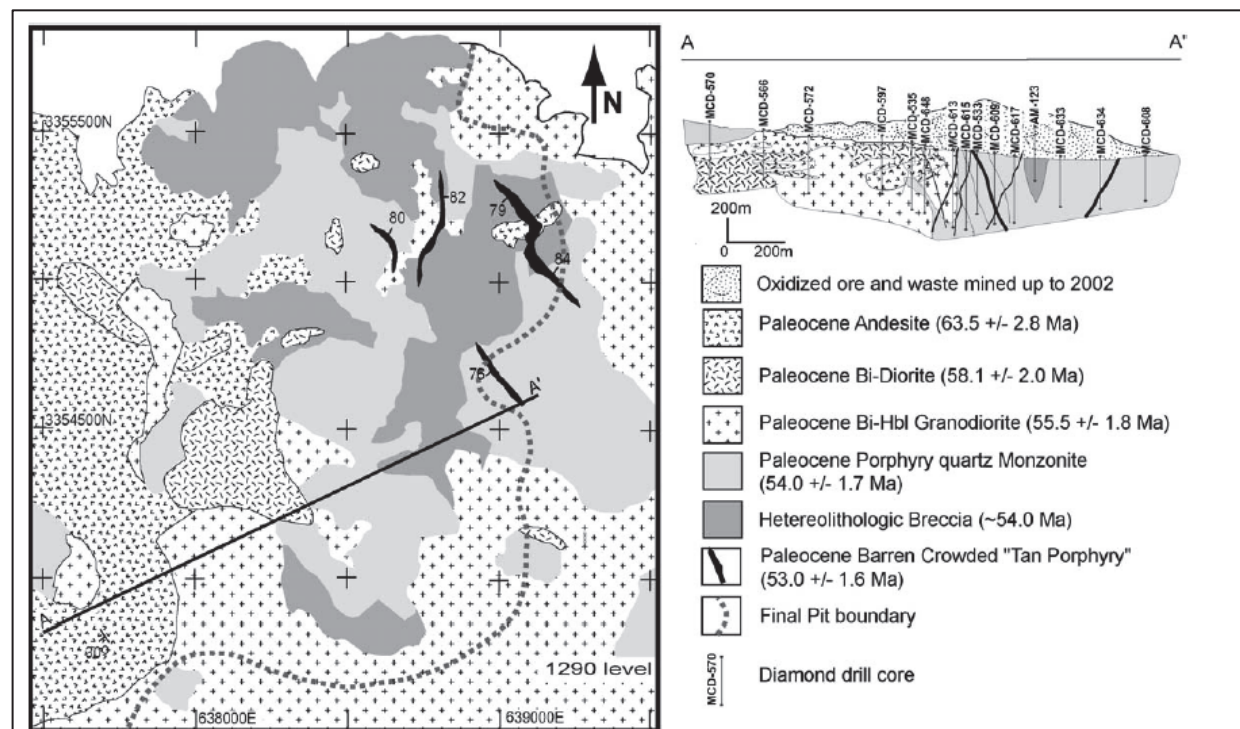 N
3355500N
82
80
79
84
3354500N
75
A'
A
309
1290 level
638000E
639000E
A
A"
MCD-570
MCD-566
MCD-572
MCD-597
MCD-535
MCD-648
MCD-613
MCD-615
MCD-533
MCD-609
MCD-617
AM-123
MCD-633
MCD-634
MCD-608
200m
0 200m
Oxidized ore and waste mined up to 2002
Paleocene Andesite (63.5 +/- 2.8 Ma)
Paleocene Bi-Diorite (58.1 +/- 2.0 Ma)
Paleocene Bi-Hbl Granodiorite (55.5 +/- 1.8 Ma)
Paleocene Porphyry quartz Monzonite
(54.0 +/- 1.7 Ma)
Hetereolithologic Breccia (~54.0 Ma)
Paleocene Barren Crowded "Tan Porphyry"
(53.0 +/- 1.6 Ma)
Final Pit boundary
MCD-570
Diamond drill core